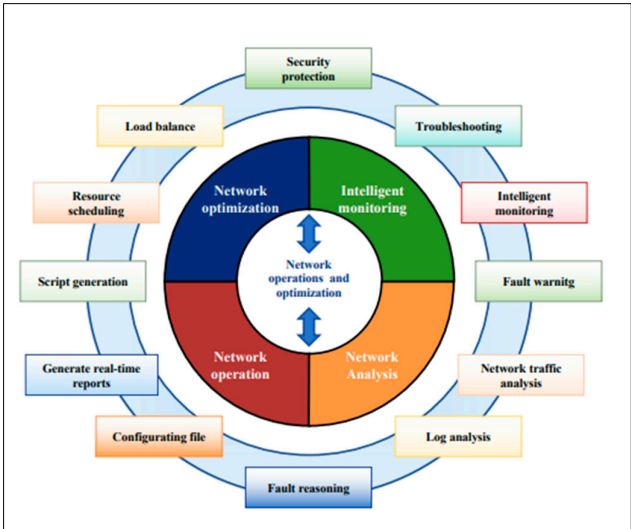 Security
protection
Load balance
Troubleshooting
Resource
scheduling
Network
optimization
Intelligent
monitoring
Intelligent
monitoring
Script generation
Network
operations and
optimization
Fault warnitg
Generate real-time
reports
Network
operation
Network
Analysis
Network traffic
analysis
Configurating file
Log analysis
Fault reasoning